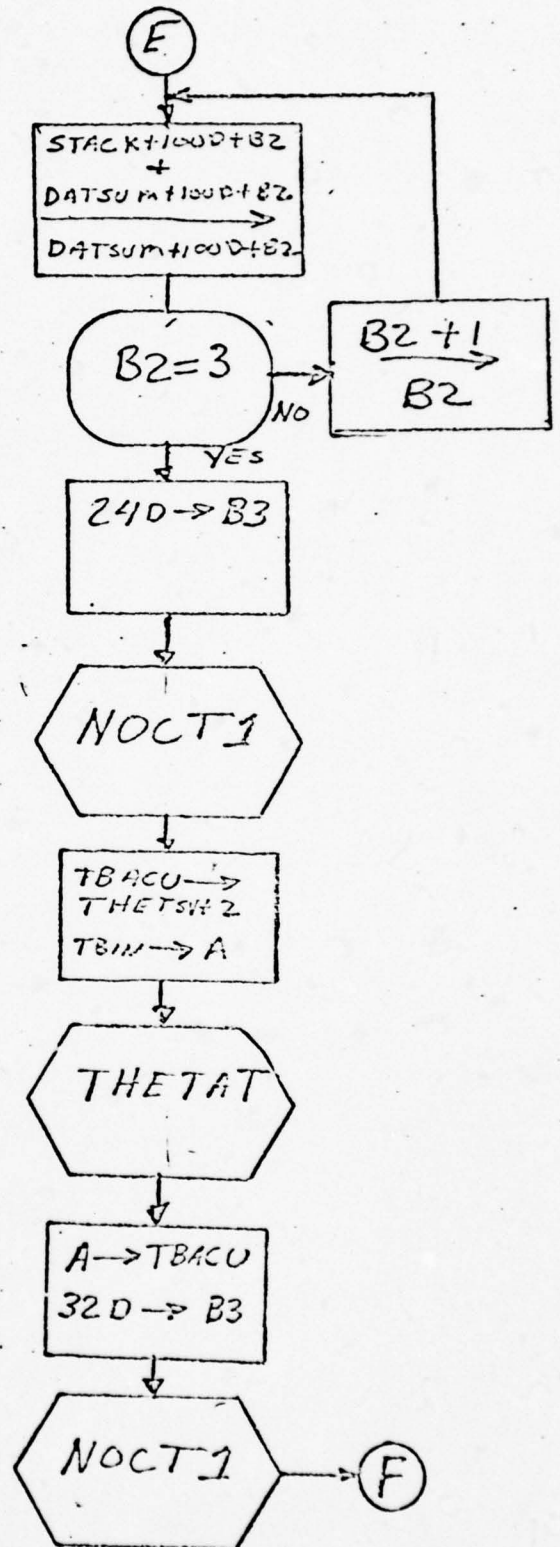 E
STACK+100D+B2
+
DATSUM+100D+B2
DATSUM+100D+B2
B2=3
NO
B2+1
B2
YES
24D→B3
NOCT1
TBACU→
THETSH2
TBIN→A
THETAT
A→TBACU
32D→B3
NOCT1
F